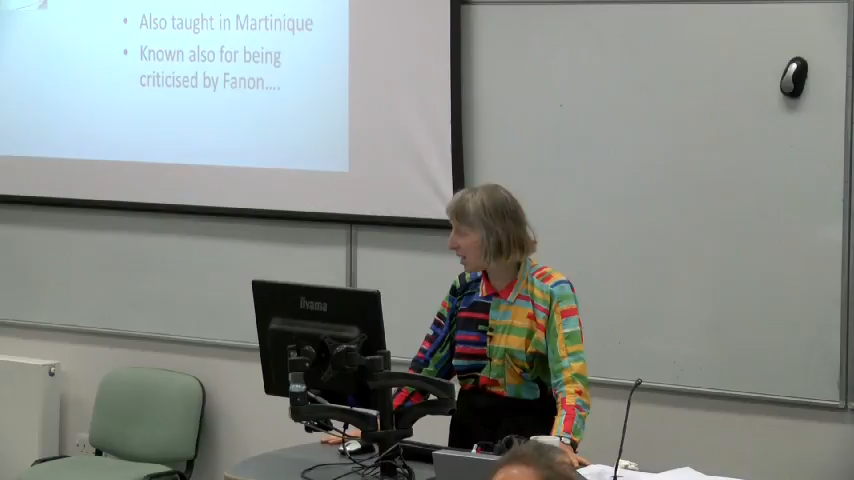 • Also taught in Martinique
• Known also for being
criticised by Fanon....
iiyama